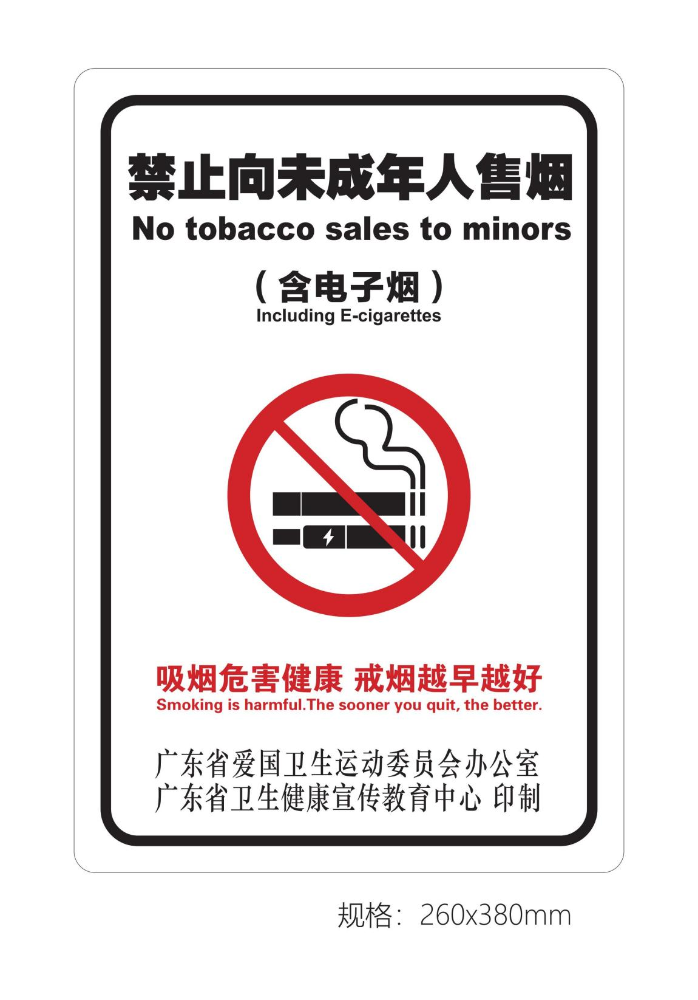 禁止向未成年人售烟
No tobacco sales to minors
（含电子烟）
Including E-cigarettes
吸烟危害健康 戒烟越早越好
Smoking is harmful.The sooner you quit, the better.
广东省爱国卫生运动委员会办公室
广东省卫生健康宣传教育中心 印制
规格：260x380mm